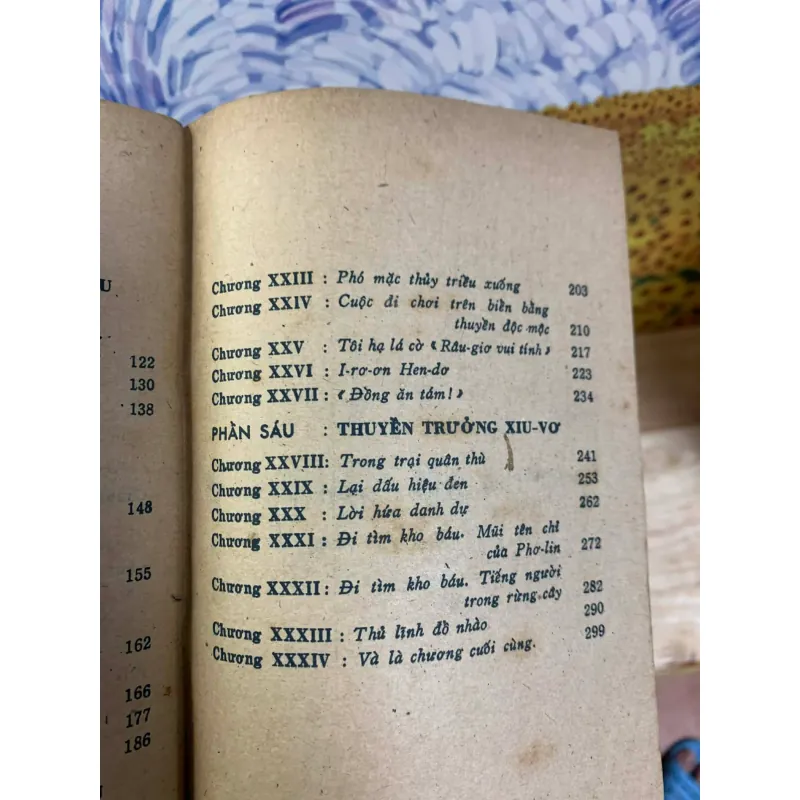 U
122
130
138
148
155
162
166
177
186
Chương XXIII : Phó mặc thủy triều xuống 203
Chương XXIV : Cuộc đi chơi trên biển bằng
thuyền độc mộc 210
Chương XXV : Tôi hạ lá cờ « Râu-giơ vui tính » 217
Chương XXVI : I-rơ-ơn Hen-dơ 223
Chương XXVII : « Đồng ăn tám! » 234
PHẦN SÁU : THUYỀN TRƯỞNG XIU-VƠ
Chương XXVIII: Trong trại quân thù 241
Chương XXIX : Lại dấu hiệu đen 253
Chương XXX : Lời hứa danh dự 262
Chương XXXI : Đi tìm kho báu. Mũi tên chỉ
của Phơ-lin 272
Chương XXXII : Đi tìm kho báu. Tiếng người
trong rừng cây 282
Chương XXXIII : Thủ lĩnh đồ nhào 290
Chương XXXIV : Và là chương cuối cùng. 299